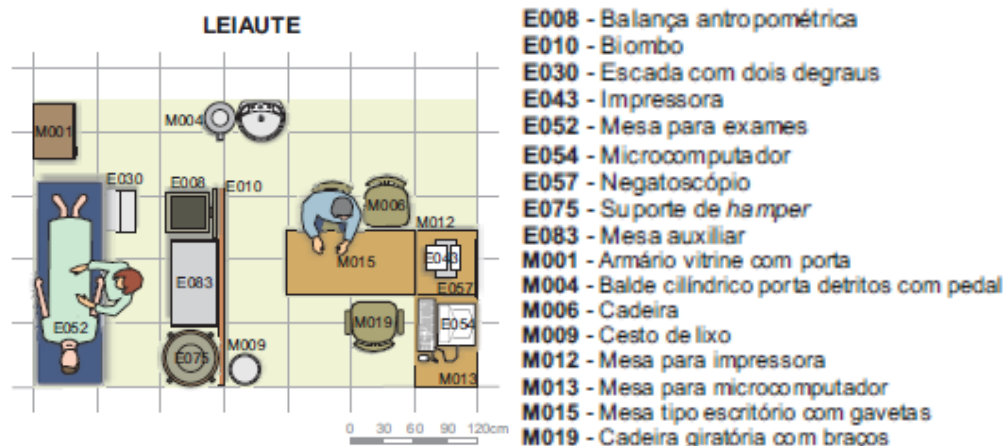 LEIAUTE
M001
M004
E030
E008
E010
M006
M012
M015
E043
E083
E057
M019
E054
E052
E075
M009
M013
0 30 60 90 120cm
E008 - Balança antropométrica
E010 - Biombo
E030 - Escada com dois degraus
E043 - Impressora
E052 - Mesa para exames
E054 - Microcomputador
E057 - Negatoscópio
E075 - Suporte de hamper
E083 - Mesa auxiliar
M001 - Armário vitrine com porta
M004 - Balde cilíndrico porta detritos com pedal
M006 - Cadeira
M009 - Cesto de lixo
M012 - Mesa para impressora
M013 - Mesa para microcomputador
M015 - Mesa tipo escritório com gavetas
M019 - Cadeira giratória com braços